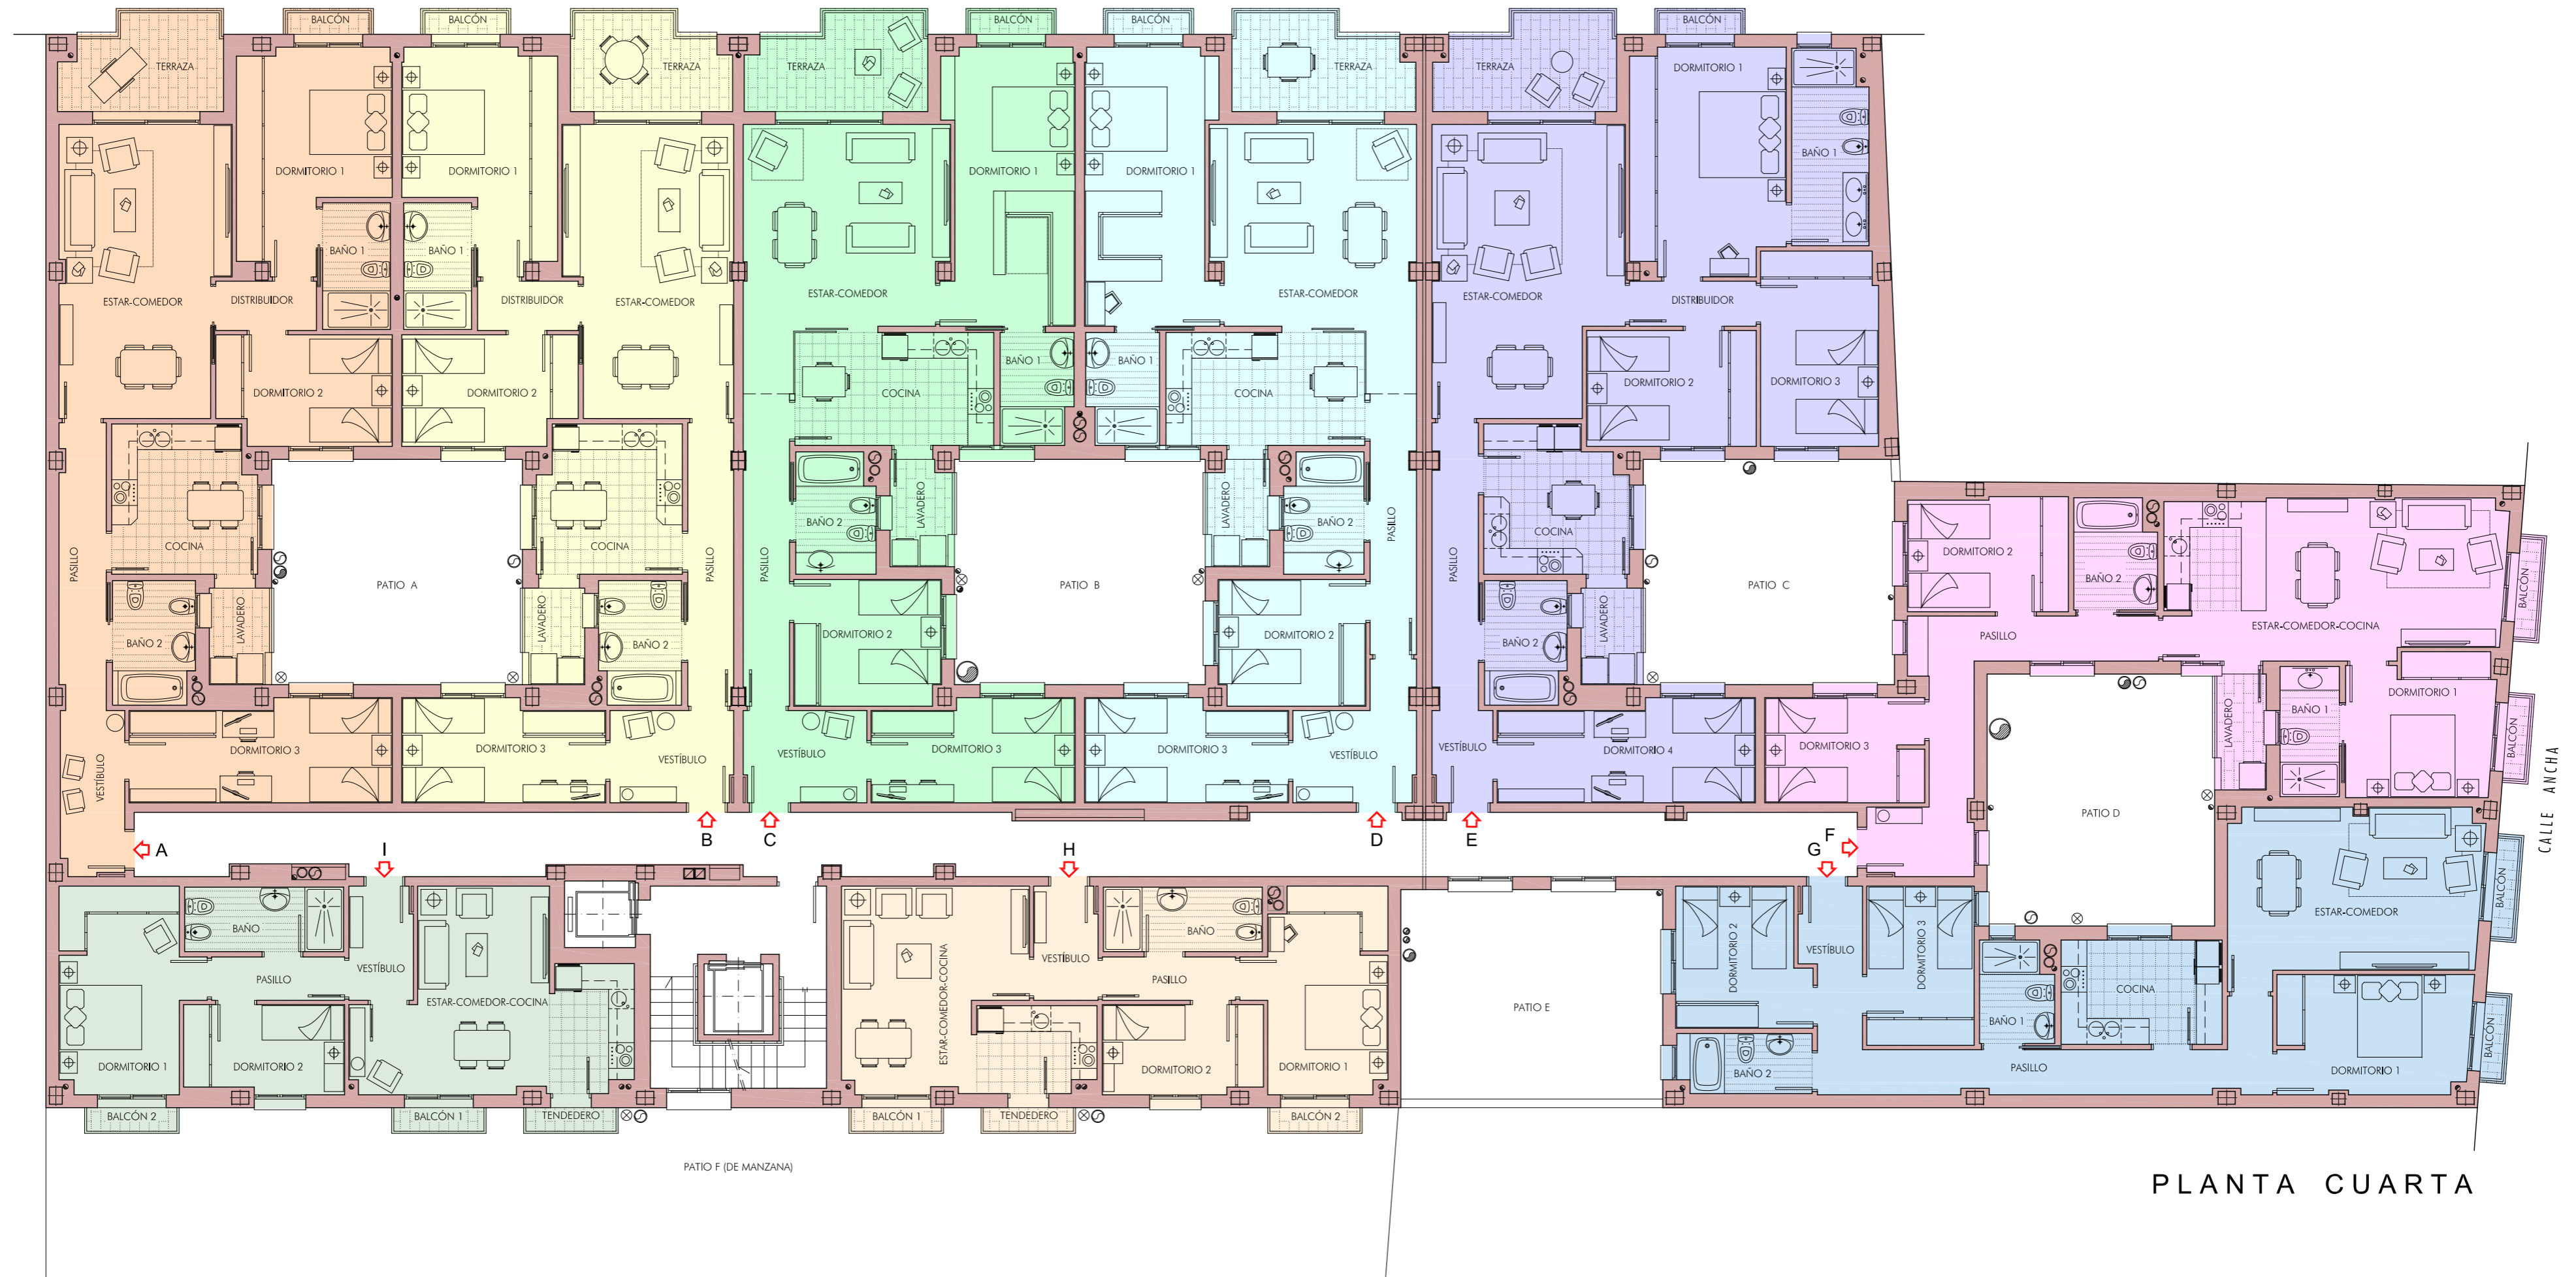 BALCÓN
BALCÓN
BALCÓN
BALCÓN
BALCÓN
TERRAZA
TERRAZA
TERRAZA
TERRAZA
TERRAZA
DORMITORIO 1
BAÑO 1
DORMITORIO 1
DORMITORIO 1
DORMITORIO 1
DORMITORIO 1
BAÑO 1
BAÑO 1
ESTAR-COMEDOR
DISTRIBUIDOR
DISTRIBUIDOR
ESTAR-COMEDOR
ESTAR-COMEDOR
ESTAR-COMEDOR
ESTAR-COMEDOR
DISTRIBUIDOR
BAÑO 1
BAÑO 1
DORMITORIO 2
DORMITORIO 2
COCINA
COCINA
DORMITORIO 2
DORMITORIO 3
COCINA
COCINA
BAÑO 2
LAVADERO
LAVADERO
BAÑO 2
PASILLO
COCINA
PASILLO
PASILLO
PASILLO
PASILLO
PATIO A
PATIO B
PATIO C
DORMITORIO 2
BAÑO 2
BALCÓN
LAVADERO
LAVADERO
LAVADERO
BAÑO 2
BAÑO 2
DORMITORIO 2
DORMITORIO 2
BAÑO 2
PASILLO
ESTAR-COMEDOR-COCINA
DORMITORIO 1
BAÑO 1
LAVADERO
BALCÓN
DORMITORIO 3
DORMITORIO 3
VESTÍBULO
VESTÍBULO
DORMITORIO 3
DORMITORIO 3
VESTÍBULO
VESTÍBULO
DORMITORIO 4
DORMITORIO 3
VESTÍBULO
PATIO D
CALLE ANCHA
A
I
B
C
H
D
E
G
F
BALCÓN
ESTAR-COMEDOR
BAÑO
VESTÍBULO
PASILLO
ESTAR-COMEDOR-COCINA
ESTAR-COMEDOR-COCINA
VESTÍBULO
BAÑO
PASILLO
PATIO E
DORMITORIO 2
VESTÍBULO
DORMITORIO 3
BAÑO 1
COCINA
BALCÓN
DORMITORIO 1
DORMITORIO 2
DORMITORIO 2
DORMITORIO 1
BAÑO 2
PASILLO
DORMITORIO 1
BALCÓN 2
BALCÓN 1
TENDEDERO
BALCÓN 1
TENDEDERO
BALCÓN 2
PATIO F (DE MANZANA)
PLANTA CUARTA